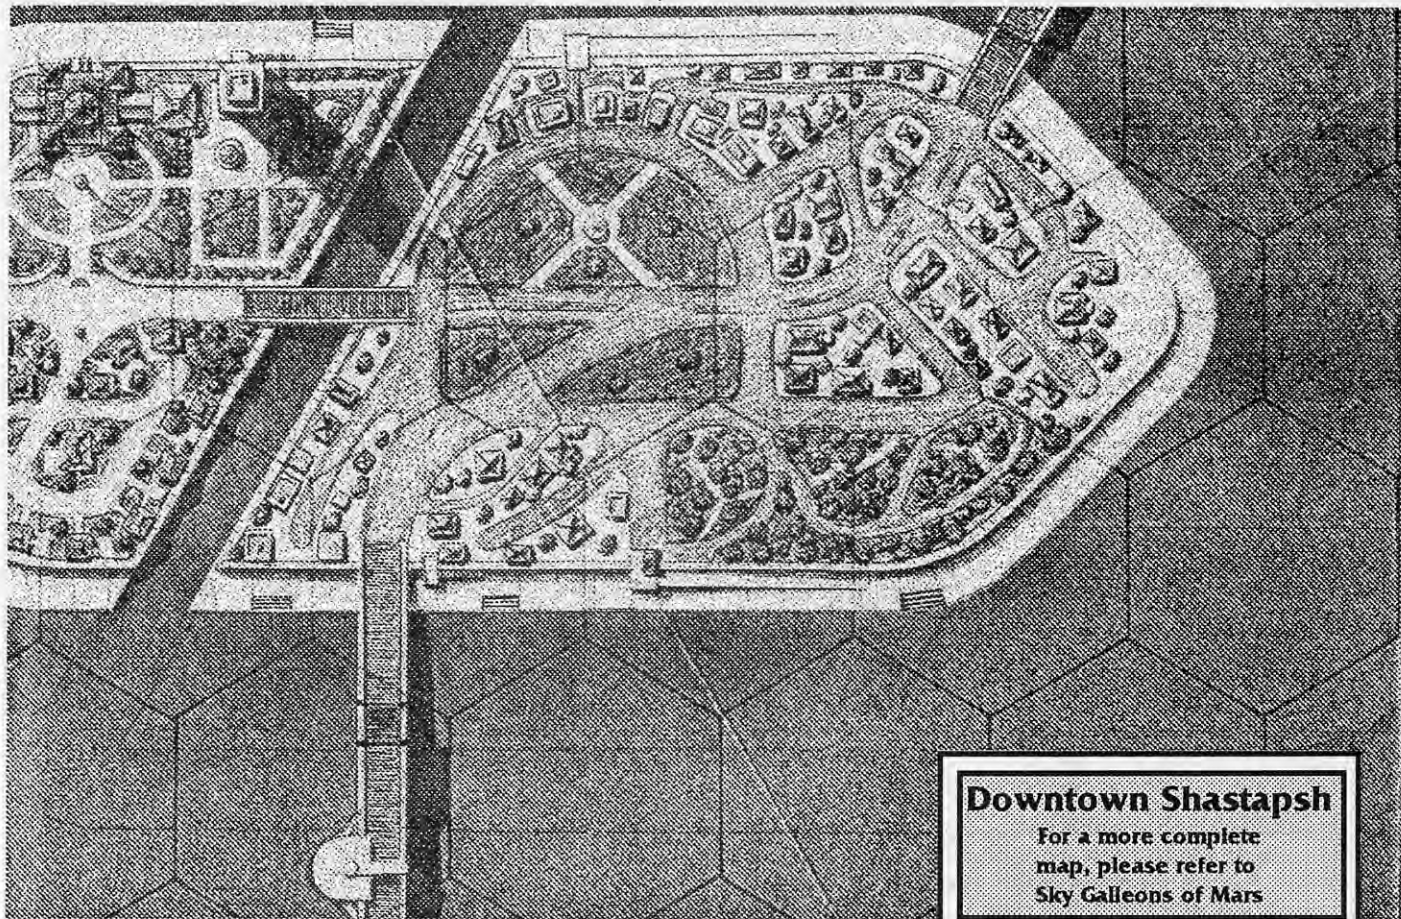 Downtown Shastapsh
For a more complete
map, please refer to
Sky Galleons of Mars